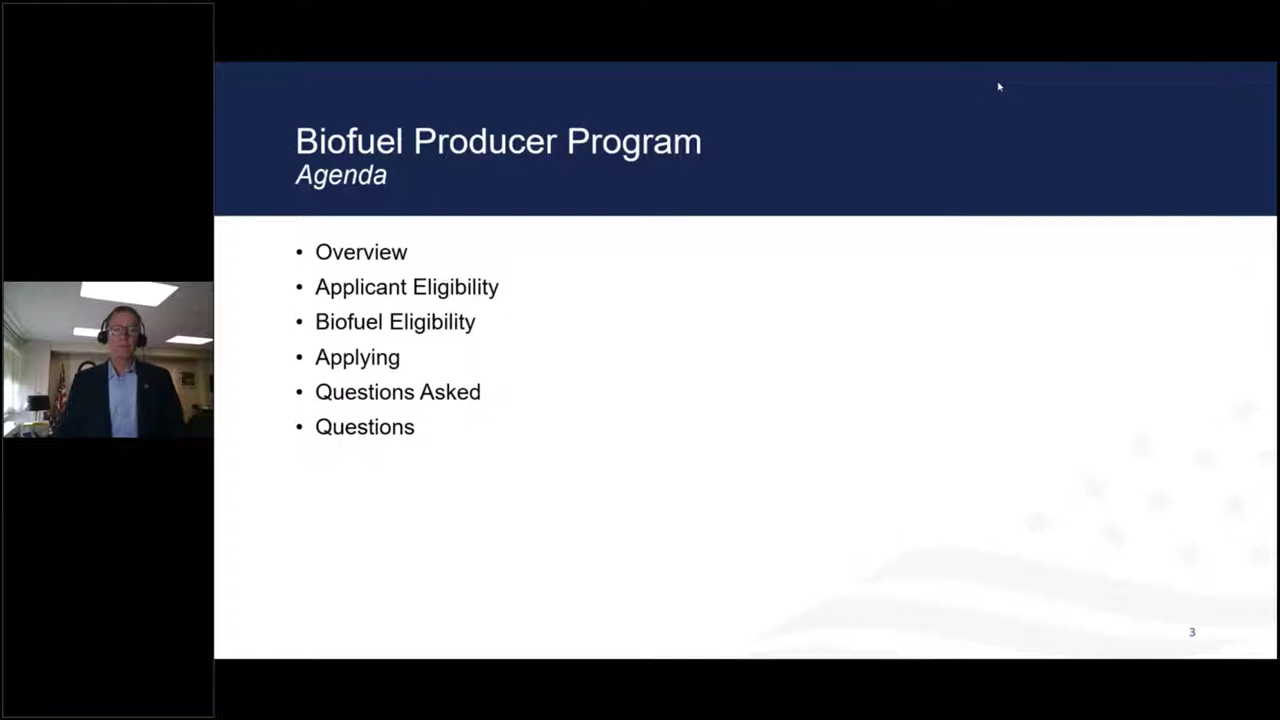 Biofuel Producer Program
Agenda
• Overview
• Applicant Eligibility
• Biofuel Eligibility
• Applying
• Questions Asked
• Questions
3